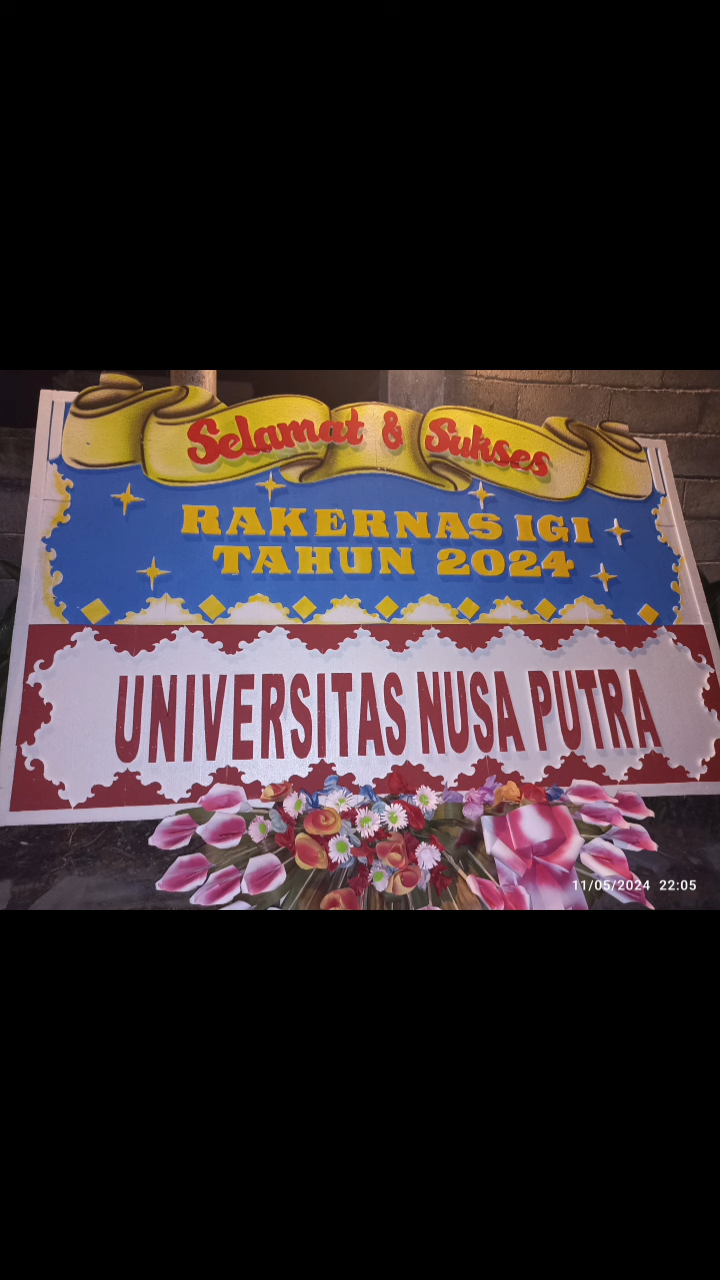 Selamat & Sukses
RAKERNAS IGI
TAHUN 2024
UNIVERSITAS NUSA PUTRA
11/05/2024 22:05